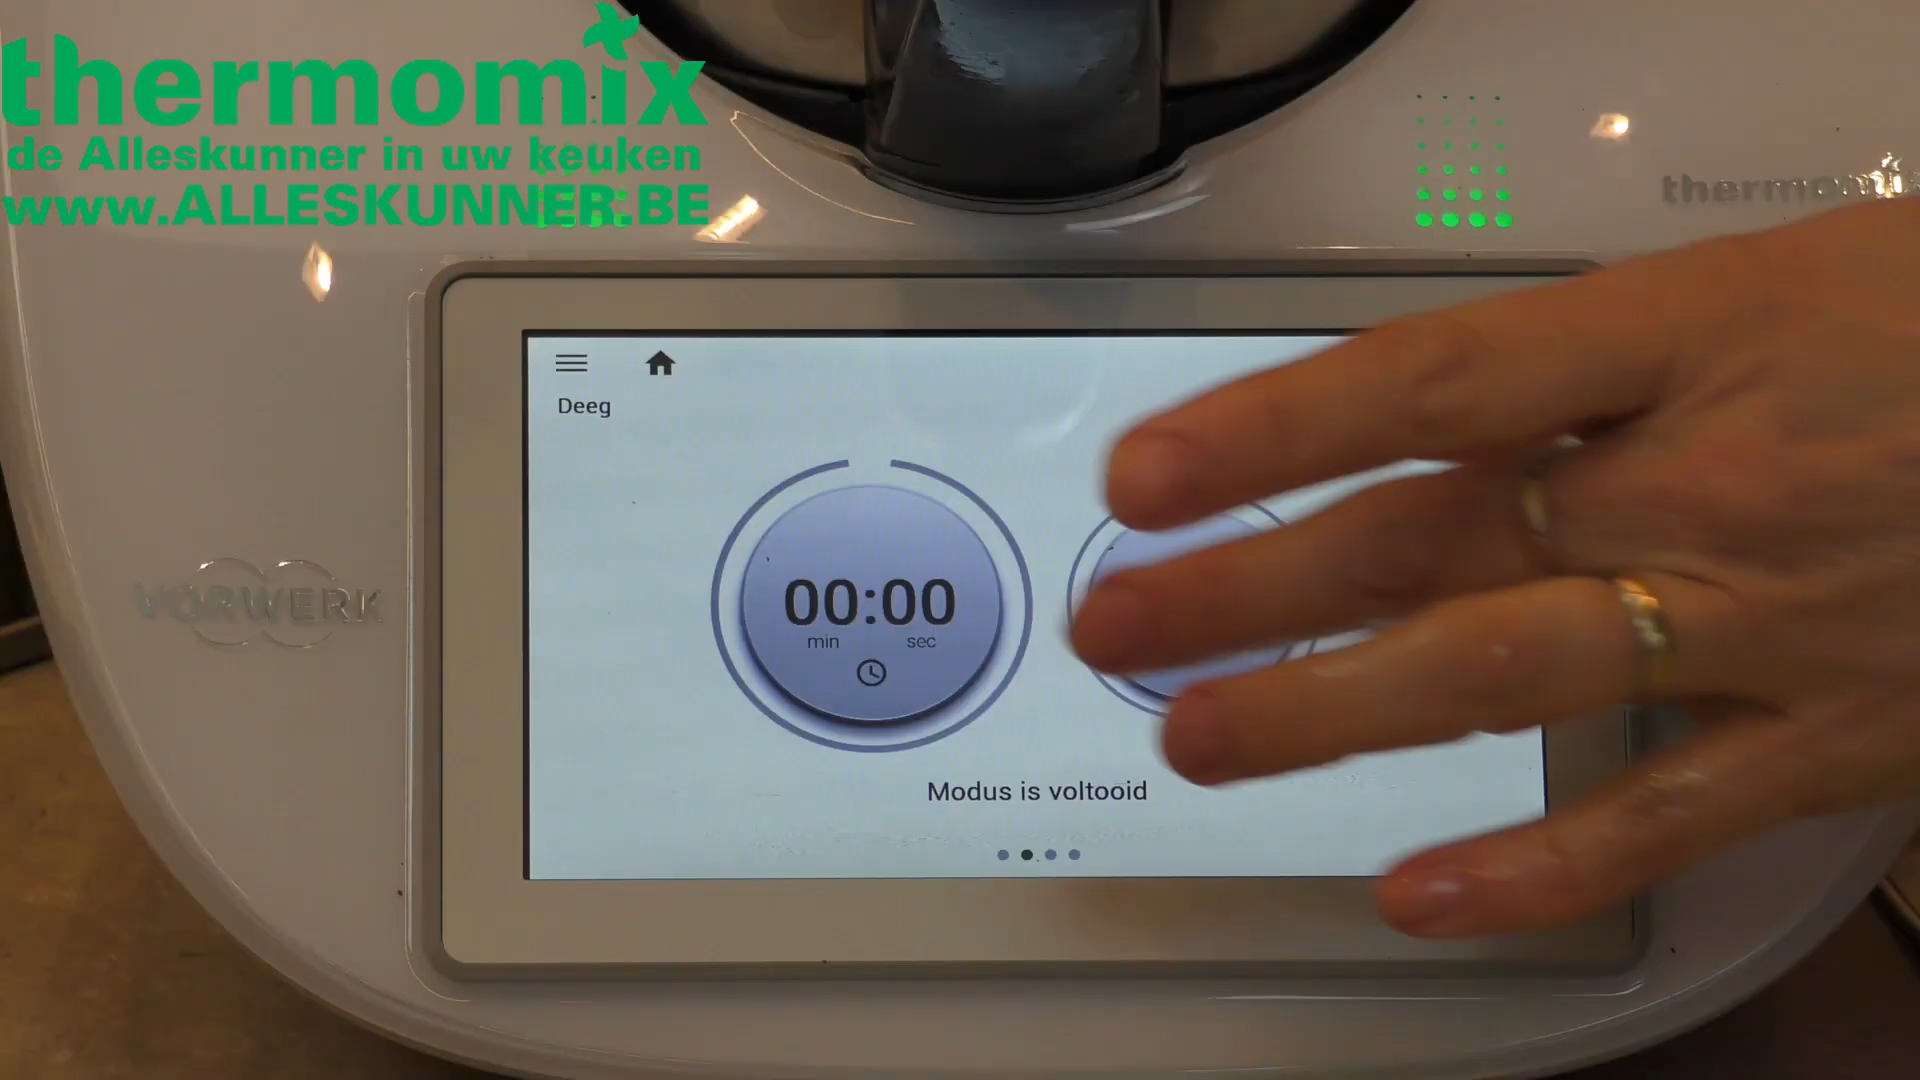 thermomix
de Alleskunner in uw keuken
www.ALLESKUNNER.BE
thermomix
VORWERK
Deeg
00:00
min sec
Modus is voltooid